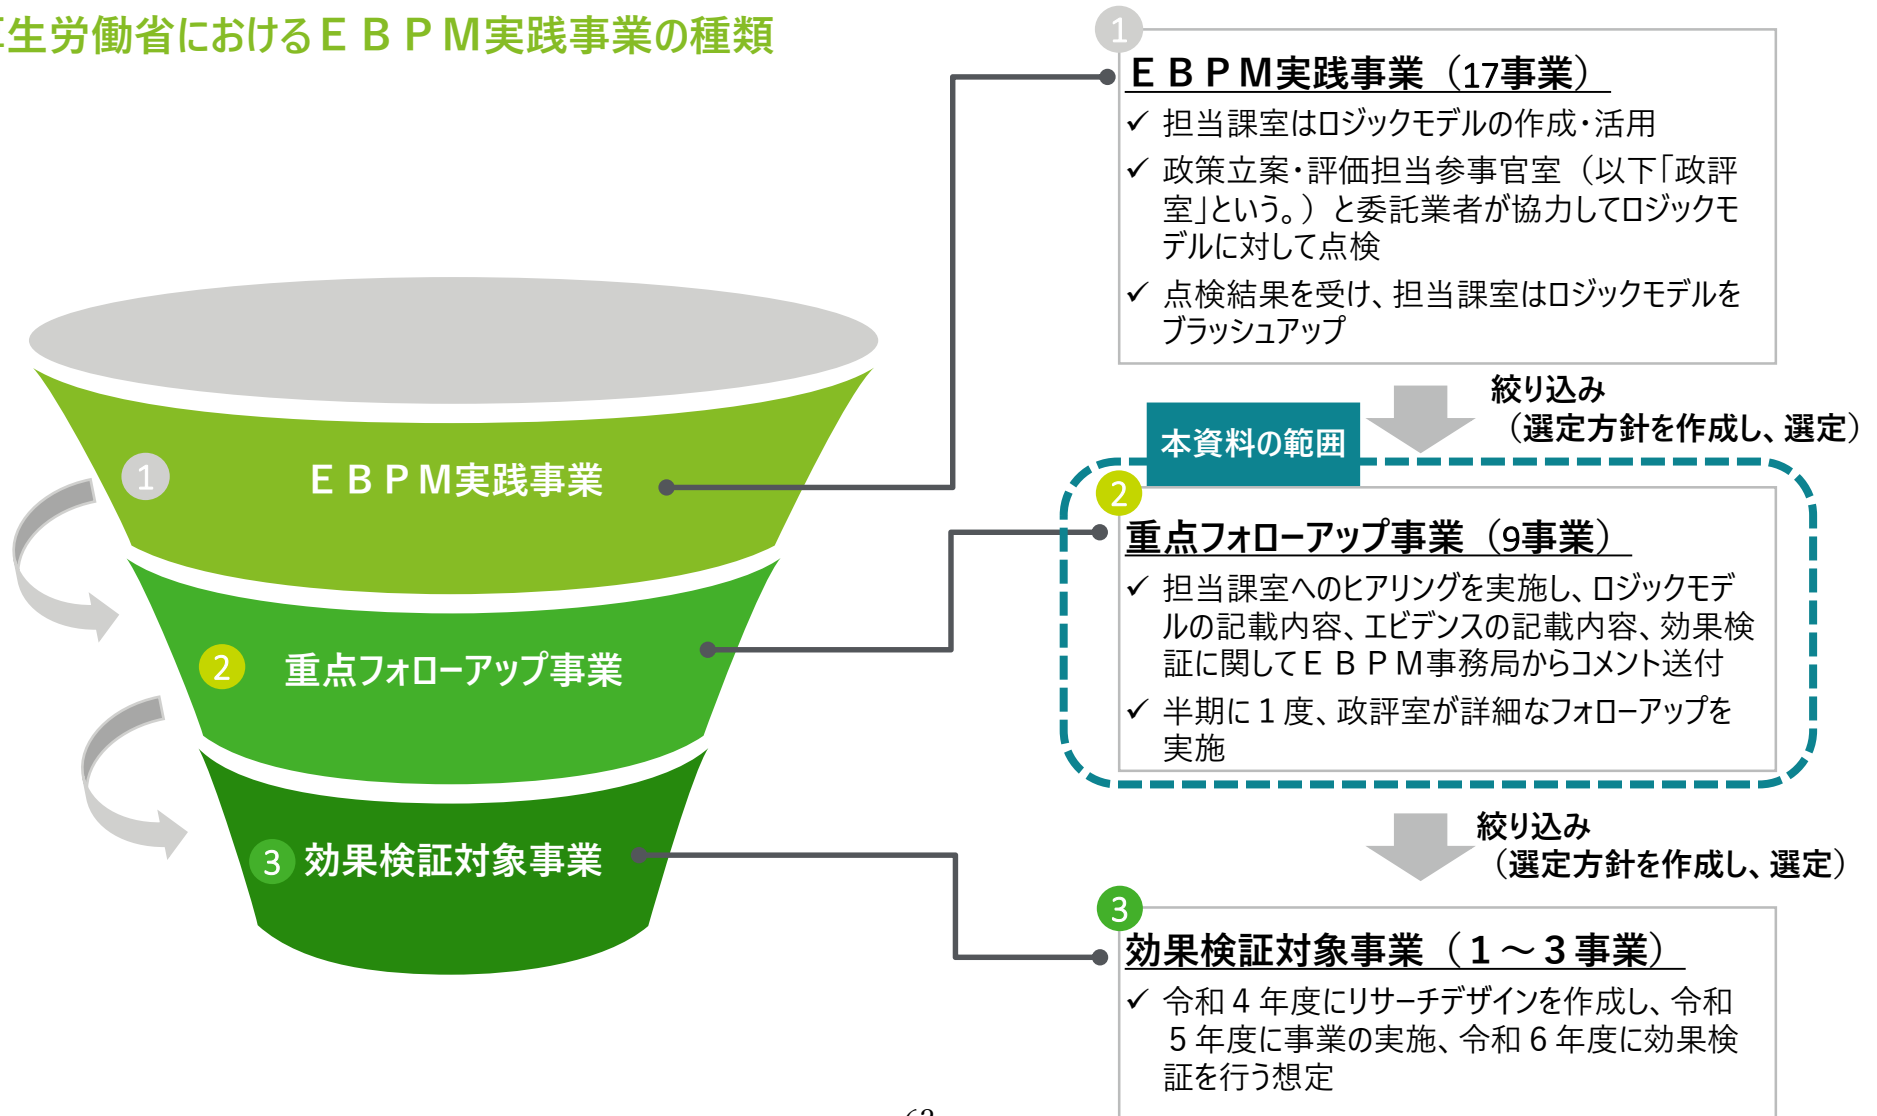 生労働省におけるＥＢＰＭ実践事業の種類
1
ＥＢＰＭ実践事業（17事業）
✓ 担当課室はロジックモデルの作成・活用
✓ 政策立案・評価担当参事官室（以下「政評
室」という。）と委託業者が協力してロジックモ
デルに対して点検
✓ 点検結果を受け、担当課室はロジックモデルを
ブラッシュアップ
絞り込み
（選定方針を作成し、選定）
本資料の範囲
2
重点フォローアップ事業（9事業）
✓ 担当課室へのヒアリングを実施し、ロジックモデ
ルの記載内容、エビデンスの記載内容、効果検
証に関してＥＢＰＭ事務局からコメント送付
✓ 半期に１度、政評室が詳細なフォローアップを
実施
絞り込み
（選定方針を作成し、選定）
3
効果検証対象事業（１～３事業）
✓ 令和４年度にリサーチデザインを作成し、令和
５年度に事業の実施、令和６年度に効果検
証を行う想定
1 ＥＢＰＭ実践事業
2 重点フォローアップ事業
3 効果検証対象事業